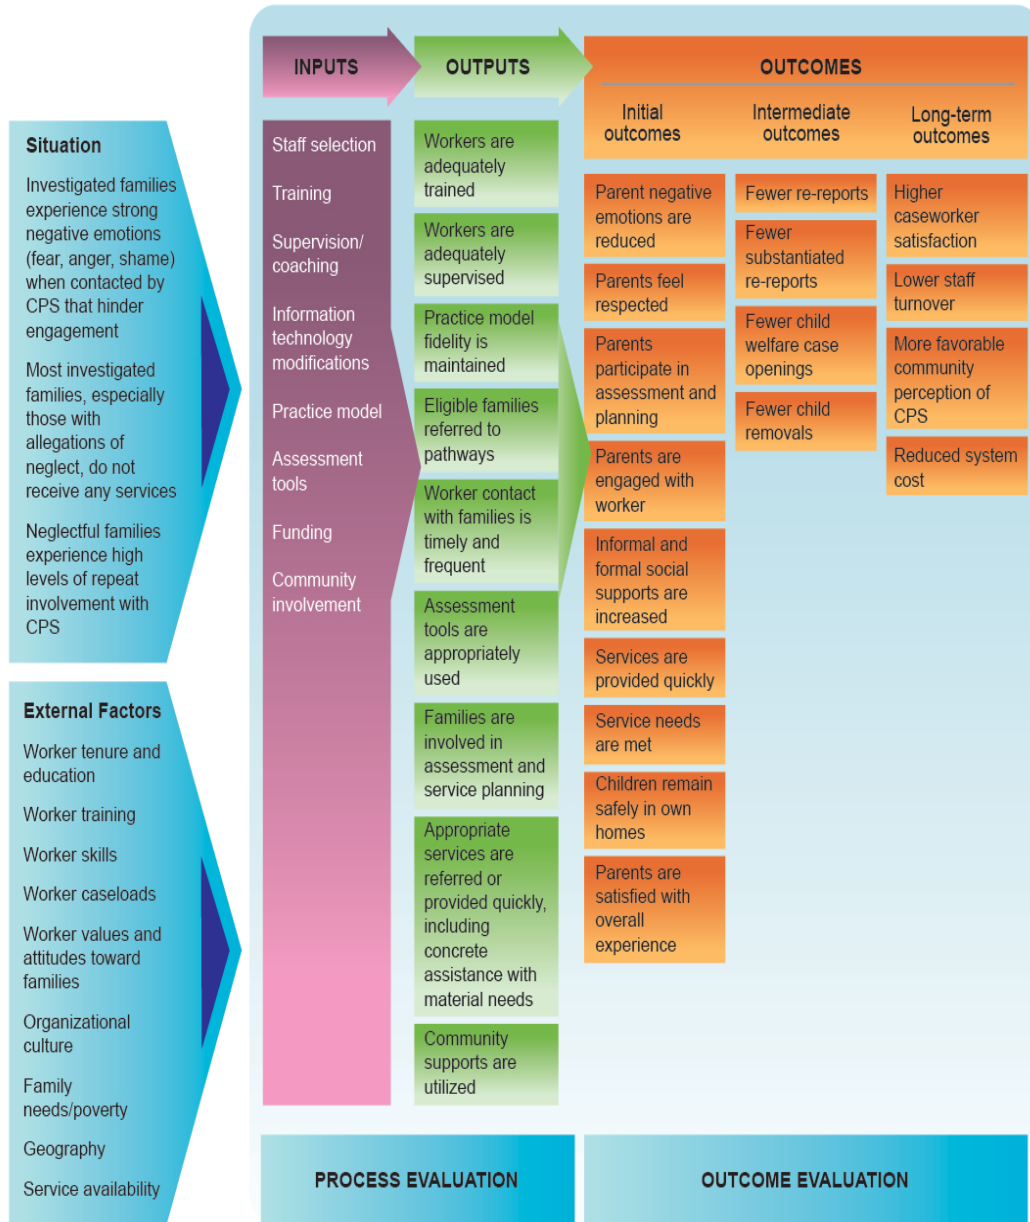 Situation
Investigated families
experience strong
negative emotions
(fear, anger, shame)
when contacted by
CPS that hinder
engagement
Most investigated
families, especially
those with
allegations of
neglect, do not
receive any services
Neglectful families
experience high
levels of repeat
involvement with
CPS
External Factors
Worker tenure and
education
Worker training
Worker skills
Worker caseloads
Worker values and
attitudes toward
families
Organizational
culture
Family
needs/poverty
Geography
Service availability
INPUTS
Staff selection
Training
Supervision/
coaching
Information
technology
modifications
Practice model
Assessment
tools
Funding
Community
involvement
OUTPUTS
Workers are
adequately
trained
Workers are
adequately
supervised
Practice model
fidelity is
maintained
Eligible families
referred to
pathways
Worker contact
with families is
timely and
frequent
Assessment
tools are
appropriately
used
Families are
involved in
assessment and
service planning
Appropriate
services are
referred or
provided quickly,
including
concrete
assistance with
material needs
Community
supports are
utilized
OUTCOMES
Initial
outcomes
Parent negative
emotions are
reduced
Parents feel
respected
Parents
participate in
assessment and
planning
Parents are
engaged with
worker
Informal and
formal social
supports are
increased
Services are
provided quickly
Service needs
are met
Children remain
safely in own
homes
Parents are
satisfied with
overall
experience
Intermediate
outcomes
Fewer re-reports
Fewer
substantiated
re-reports
Fewer child
welfare case
openings
Fewer child
removals
Long-term
outcomes
Higher
caseworker
satisfaction
Lower staff
turnover
More favorable
community
perception of
CPS
Reduced system
cost
PROCESS EVALUATION
OUTCOME EVALUATION